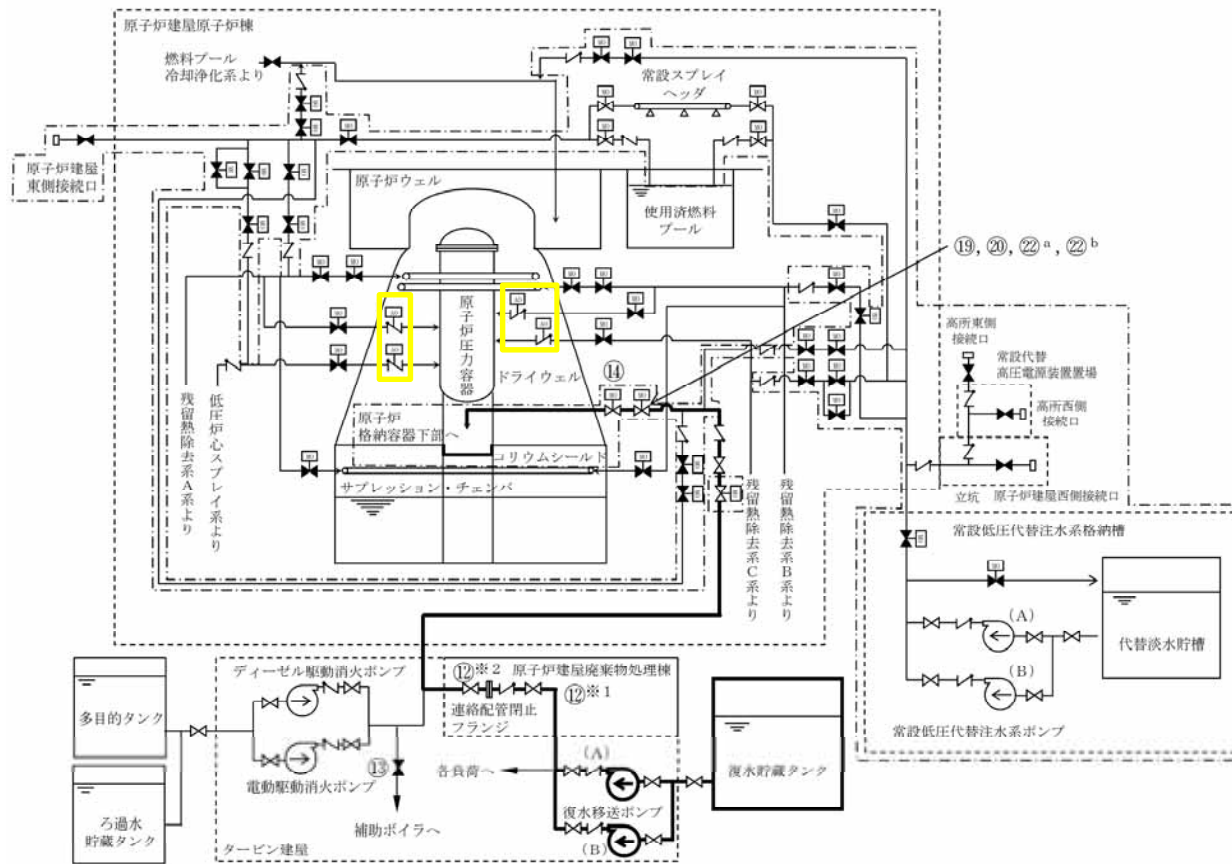 原子炉建屋原子炉棟
燃料プール
冷却浄化系より
常設スプレイ
ヘッダ
原子炉建屋
東側接続口
原子炉ウェル
使用済燃料
プール
⑲, ⑳, ㉒ᵃ, ㉒ᵇ
原子炉圧力容器
ドライウェル
⑭
高所東側
接続口
常設代替
高圧電源装置置場
高所西側
接続口
原子炉
格納容器下部へ
コリウムシールド
サプレッション・チェンバ
残留熱除去系A系より
低圧炉心スプレイ系より
残留熱除去系C系より
残留熱除去系B系より
立坑
原子炉建屋西側接続口
常設低圧代替注水系格納槽
(A)
(B)
代替淡水貯槽
常設低圧代替注水系ポンプ
多目的タンク
ろ過水
貯蔵タンク
ディーゼル駆動消火ポンプ
電動駆動消火ポンプ
⑬
補助ボイラへ
タービン建屋
⑫※2
原子炉建屋廃棄物処理棟
⑫※1
連絡配管閉止
フランジ
各負荷へ
(A)
復水移送ポンプ
(B)
復水貯蔵タンク